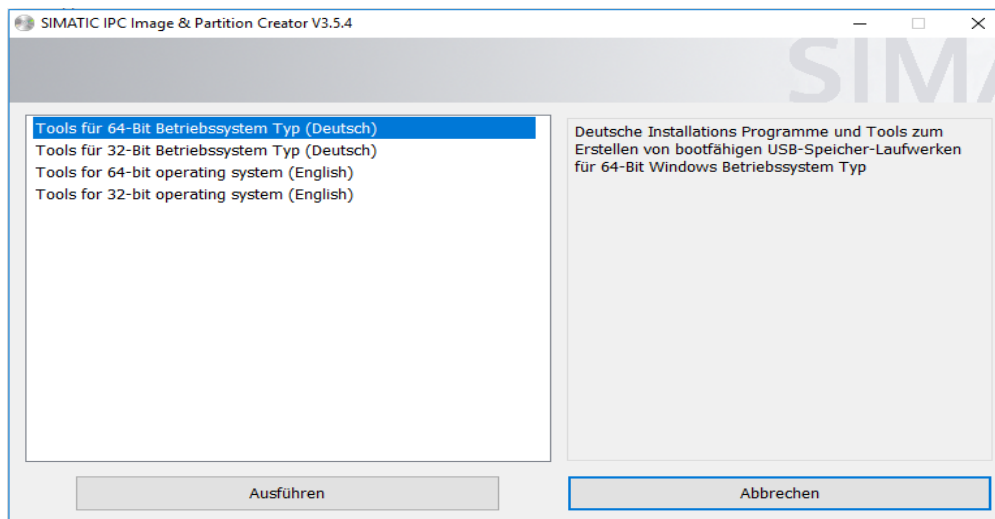 SIMATIC IPC Image & Partition Creator V3.5.4
SIMA
Tools für 64-Bit Betriebssystem Typ (Deutsch)
Tools für 32-Bit Betriebssystem Typ (Deutsch)
Tools for 64-bit operating system (English)
Tools for 32-bit operating system (English)
Deutsche Installations Programme und Tools zum
Erstellen von bootfähigen USB-Speicher-Laufwerken
für 64-Bit Windows Betriebssystem Typ
Ausführen
Abbrechen